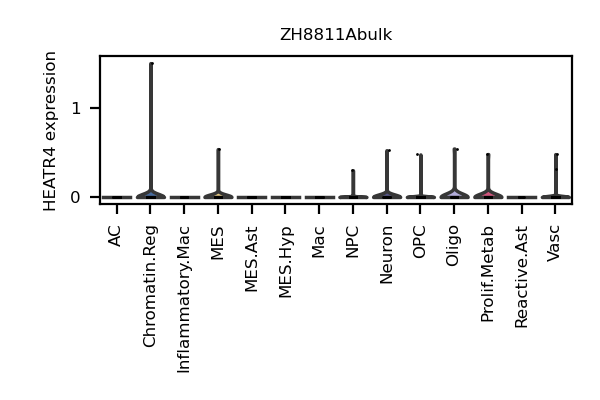 ZH8811Abulk
HEATR4 expression
1
0
AC
Chromatin.Reg
Inflammatory.Mac
MES
MES.Ast
MES.Hyp
Mac
NPC
Neuron
OPC
Oligo
Prolif.Metab
Reactive.Ast
Vasc